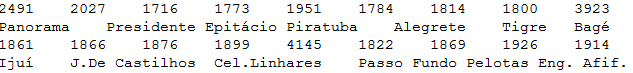 2491 2027 1716 1773 1951 1784 1814 1800 3923
Panorama Presidente Epitácio Piratuba Alegrete Tigre Bagé
1861 1866 1876 1899 4145 1822 1869 1926 1914
Ijuí J.De Castilhos Cel.Linhares Passo Fundo Pelotas Eng. Afif.